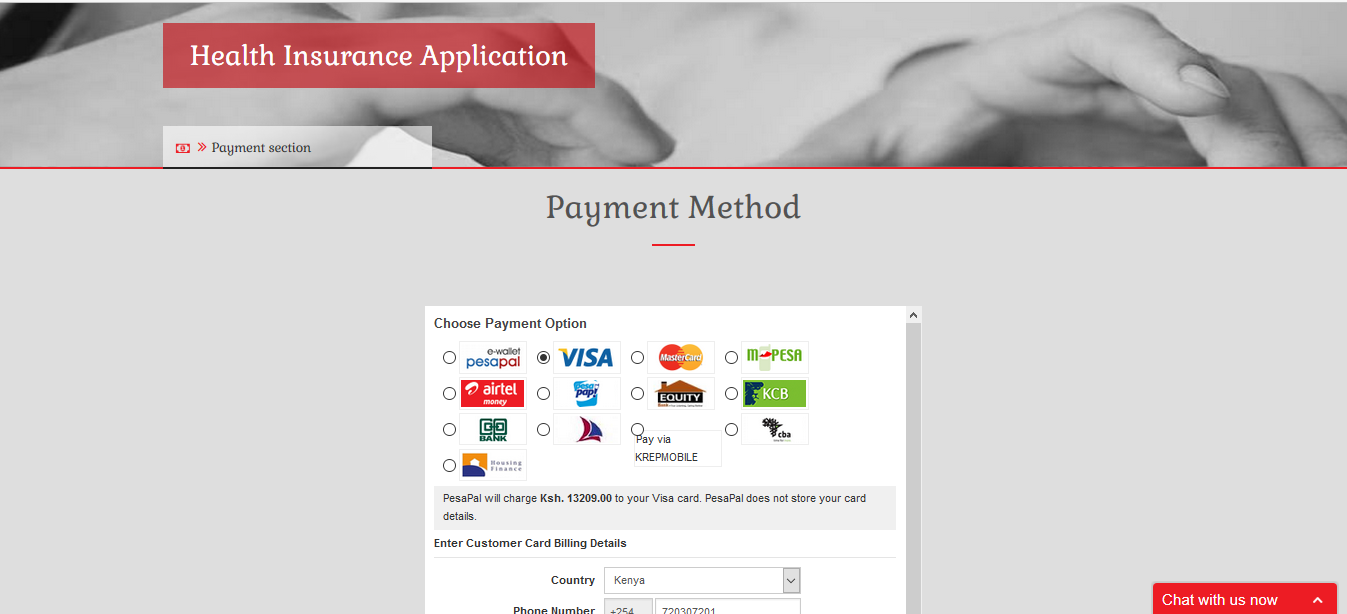 Health Insurance Application
Payment section
Payment Method
Choose Payment Option
e-wallet
pesapal
VISA
MasterCard
M PESA
airtel
money
Pesa
pap!
EQUITY
KCB
BANK
Pay via
KREPMOBILE
cba
Housing
Finance
PesaPal will charge Ksh. 13209.00 to your Visa card. PesaPal does not store your card
details.
Enter Customer Card Billing Details
Country Kenya
Phone Number +254 720307201
Chat with us now